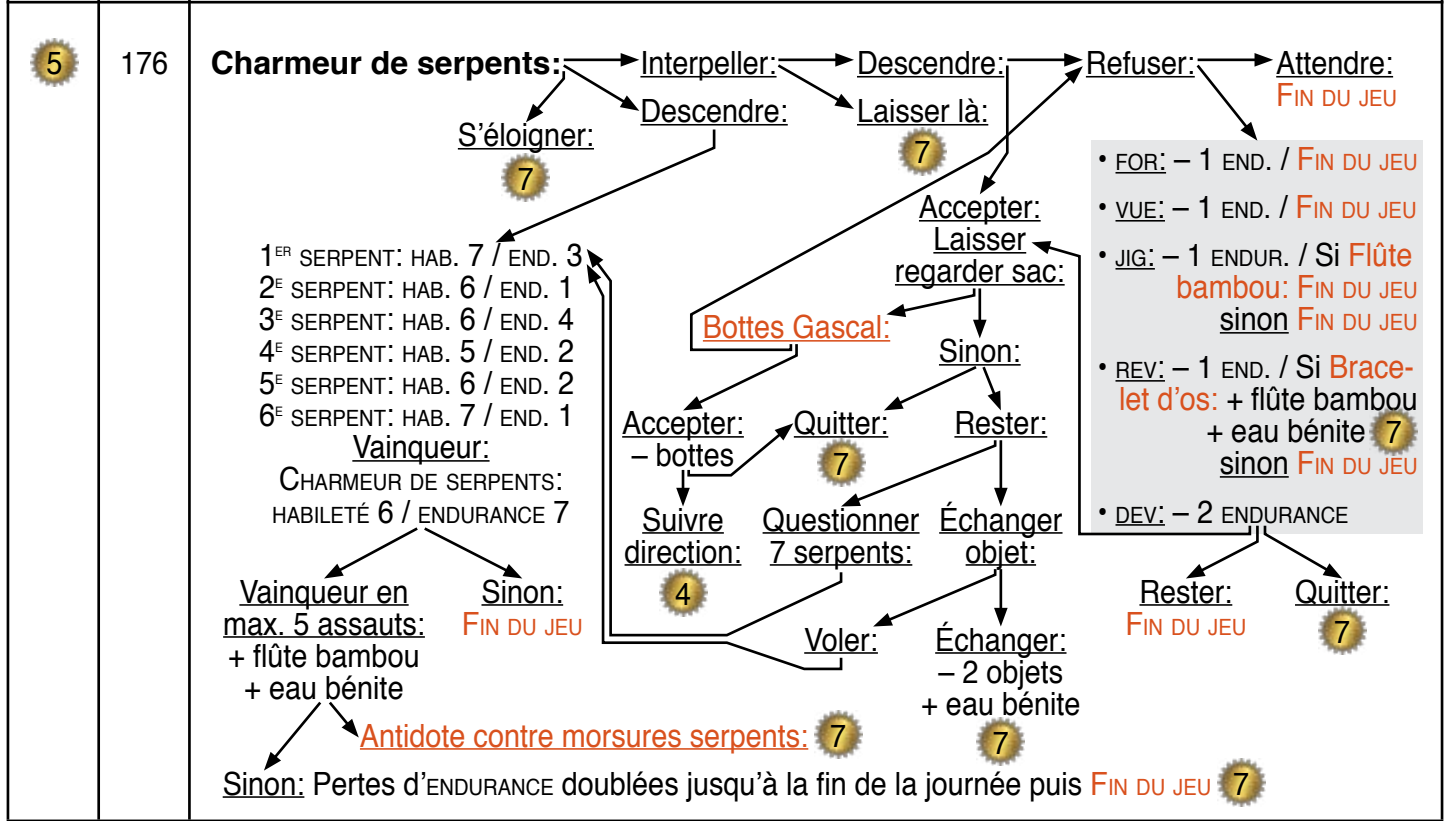 5 176 Charmeur de serpents: Interpeller: Descendre: Refuser: Attendre:
FIN DU JEU
S'éloigner:
7
Descendre:
Laisser là:
7
• FOR: – 1 END. / FIN DU JEU
• VUE: – 1 END. / FIN DU JEU
• JIG: – 1 ENDUR. / Si Flûte
bambou: FIN DU JEU
sinon FIN DU JEU
• REV: – 1 END. / Si Brace-
let d'os: + flûte bambou
+ eau bénite 7
sinon FIN DU JEU
• DEV: – 2 ENDURANCE
Rester:
FIN DU JEU
Quitter:
7
Accepter:
Laisser
regarder sac:
Bottes Gascal:
Sinon:
Accepter:
– bottes
Quitter:
7
Rester:
Suivre
direction:
4
Questionner
7 serpents:
Échanger
objet:
Voler:
Échanger:
– 2 objets
+ eau bénite
7
1ER SERPENT: HAB. 7 / END. 3
2E SERPENT: HAB. 6 / END. 1
3E SERPENT: HAB. 6 / END. 4
4E SERPENT: HAB. 5 / END. 2
5E SERPENT: HAB. 6 / END. 2
6E SERPENT: HAB. 7 / END. 1
Vainqueur:
CHARMEUR DE SERPENTS:
HABILETÉ 6 / ENDURANCE 7
Vainqueur en
max. 5 assauts:
+ flûte bambou
+ eau bénite
Sinon:
FIN DU JEU
Antidote contre morsures serpents: 7
Sinon: Pertes d'ENDURANCE doublées jusqu'à la fin de la journée puis FIN DU JEU 7